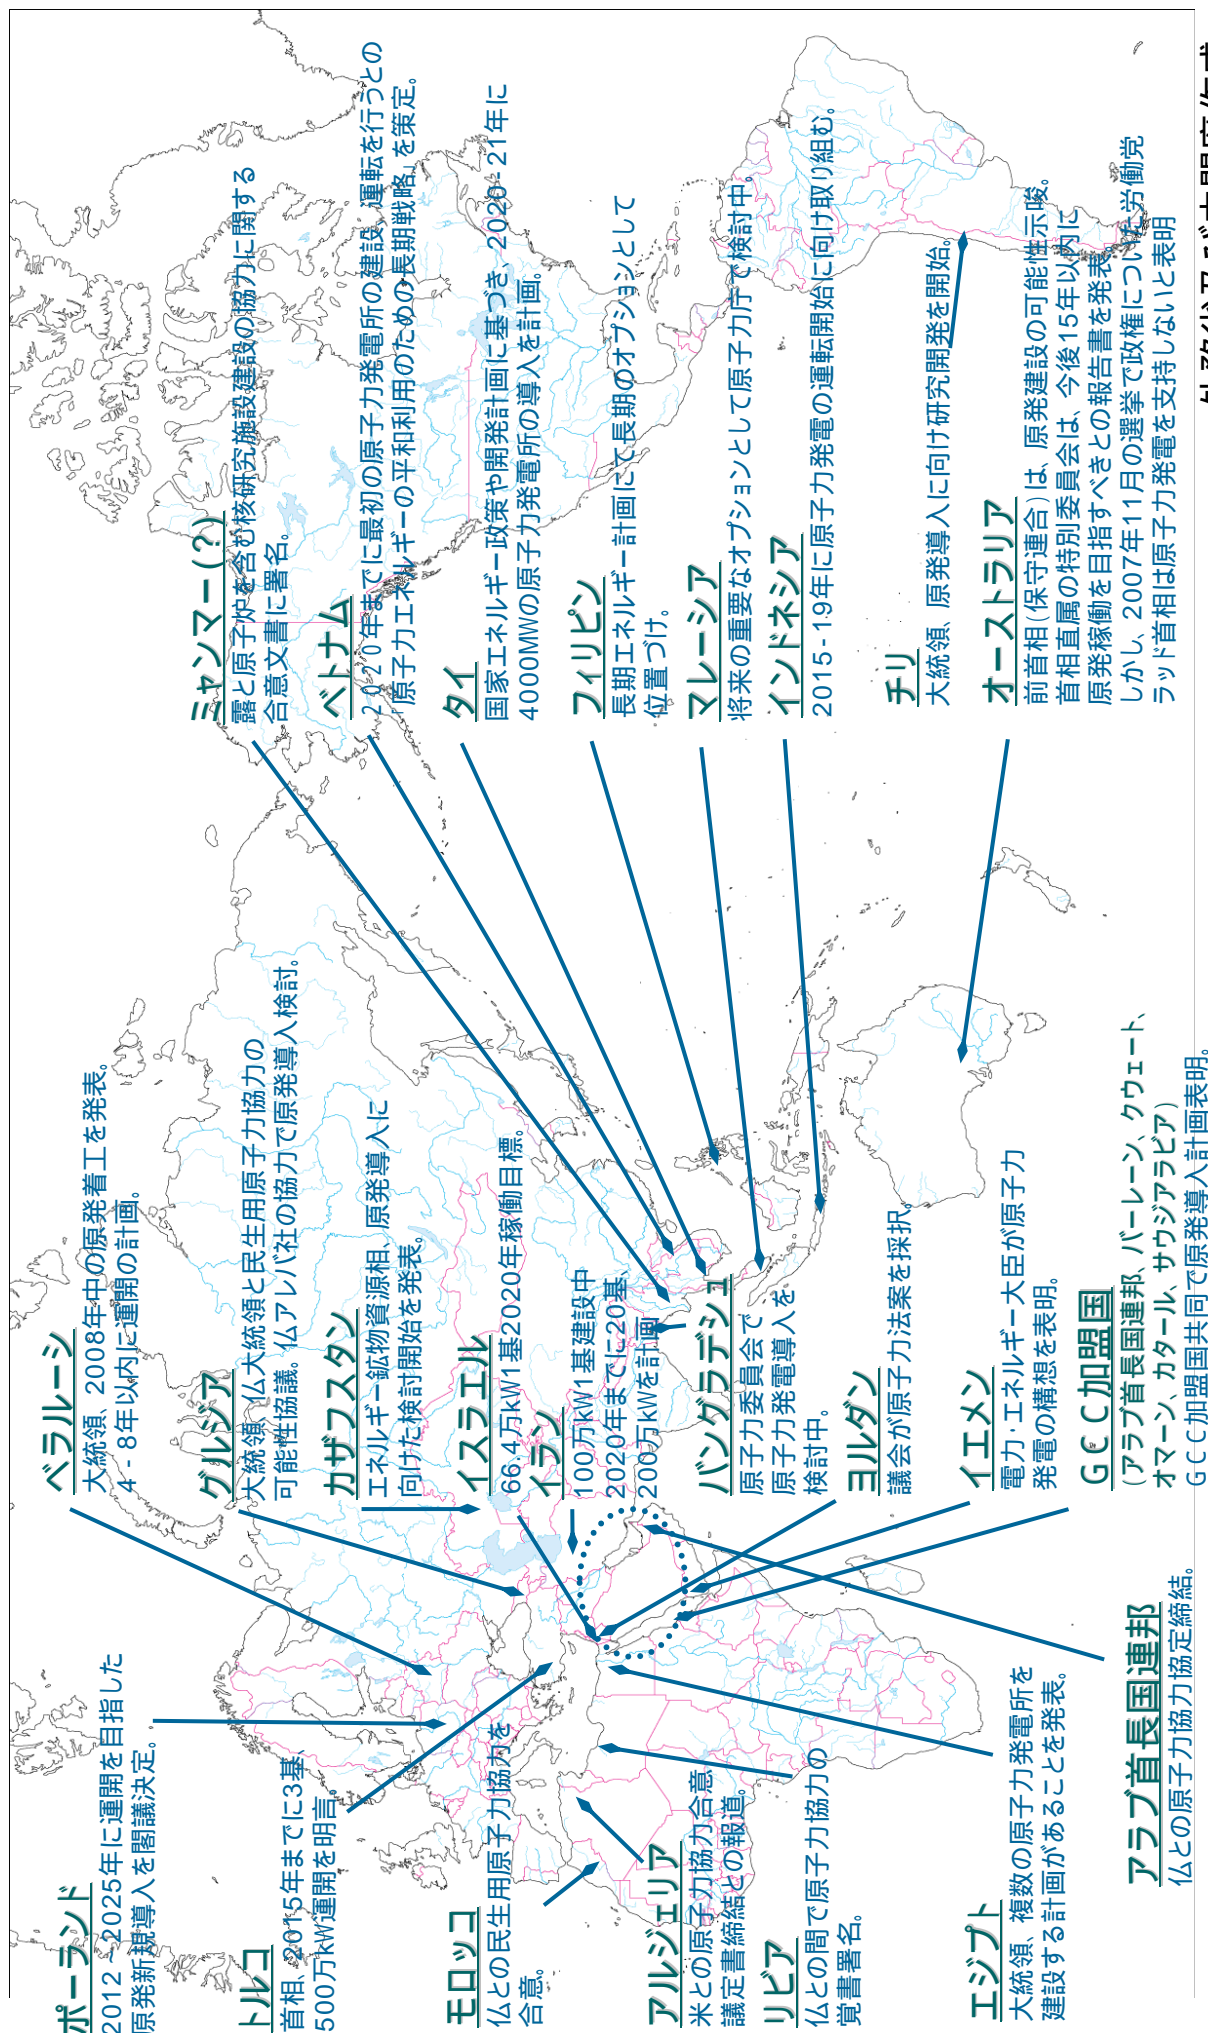 ポーランド
2012～2025年に運開を目指した
原発新規導入を閣議決定。
トルコ
首相、2015年までに3基
500万kW運開を明言。
モロッコ
仏との民生用原子力協力を
合意。
アルジェリア
米との原子力協力合意
議定書締結との報道。
リビア
仏との間で原子力協力の
覚書署名。
エジプト
大統領、複数の原子力発電所を
建設する計画があることを発表。
アラブ首長国連邦
仏との原子力協力協定締結。
ベラルーシ
大統領、2008年中の原発着工を発表。
4-8年以内に運開の計画。
グルジア
大統領、仏大統領と民生用原子力協力の
可能性協議。仏アレバ社の協力で原発導入検討。
カザフスタン
エネルギー鉱物資源相、原発導入に
向けた検討開始を発表。
イスラエル
66.4万kW1基2020年稼働目標。
イラン
100万kW1基建設中
2020年までに20基、
200万kWを計画
バングラデシュ
原子力委員会で
原子力発電導入を
検討中。
ヨルダン
議会が原子力法案を採択。
イエメン
電力・エネルギー大臣が原子力
発電の構想を表明。
GCC加盟国
(アラブ首長国連邦、バーレーン、クウェート、
オマーン、カタール、サウジアラビア)
GCC加盟国共同で原発導入計画表明。
ミャンマー(?)
露と原子炉を含む核研究施設建設の協力に関する
合意文書に署名。
ベトナム
2020年までに最初の原子力発電所の建設、運転を行うとの
「原子力エネルギーの平和利用のための長期戦略」を策定。
タイ
国家エネルギー政策や開発計画に基づき、2020-21年に
4000MWの原子力発電所の導入を計画。
フィリピン
長期エネルギー計画にて長期のオプションとして
位置づけ。
マレーシア
将来の重要なオプションとして原子力庁で検討中。
インドネシア
2015-19年に原子力発電の運転開始に向け取り組む。
チリ
大統領、原発導入に向け研究開発を開始。
オーストラリア
前首相(保守連合)は、原発建設の可能性示唆。
首相直属の特別委員会は、今後15年以内に
原発稼働を目指すべきとの報告書を発表。
しかし、2007年11月の選挙で政権についた労働党
ラッド首相は原子力発電を支持しないと表明